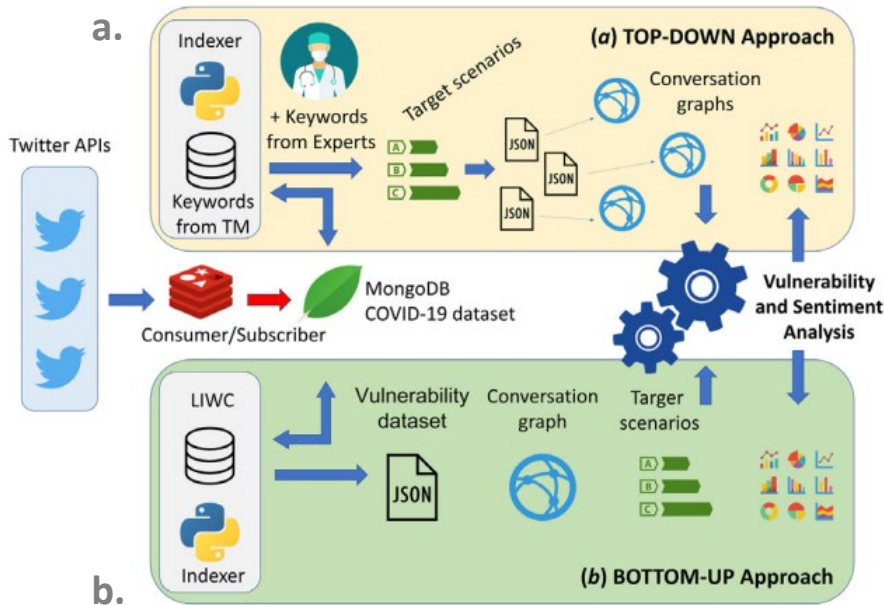 a.
(a) TOP-DOWN Approach
Indexer
Keywords
from TM
+ Keywords
from Experts
Target scenarios
A
B
C
JSON
JSON
JSON
Conversation
graphs
Twitter APIs
Consumer/Subscriber
MongoDB
COVID-19 dataset
Vulnerability
and Sentiment
Analysis
LIWC
Indexer
Vulnerability
dataset
JSON
Conversation
graph
Targer
scenarios
A
B
C
(b) BOTTOM-UP Approach
b.